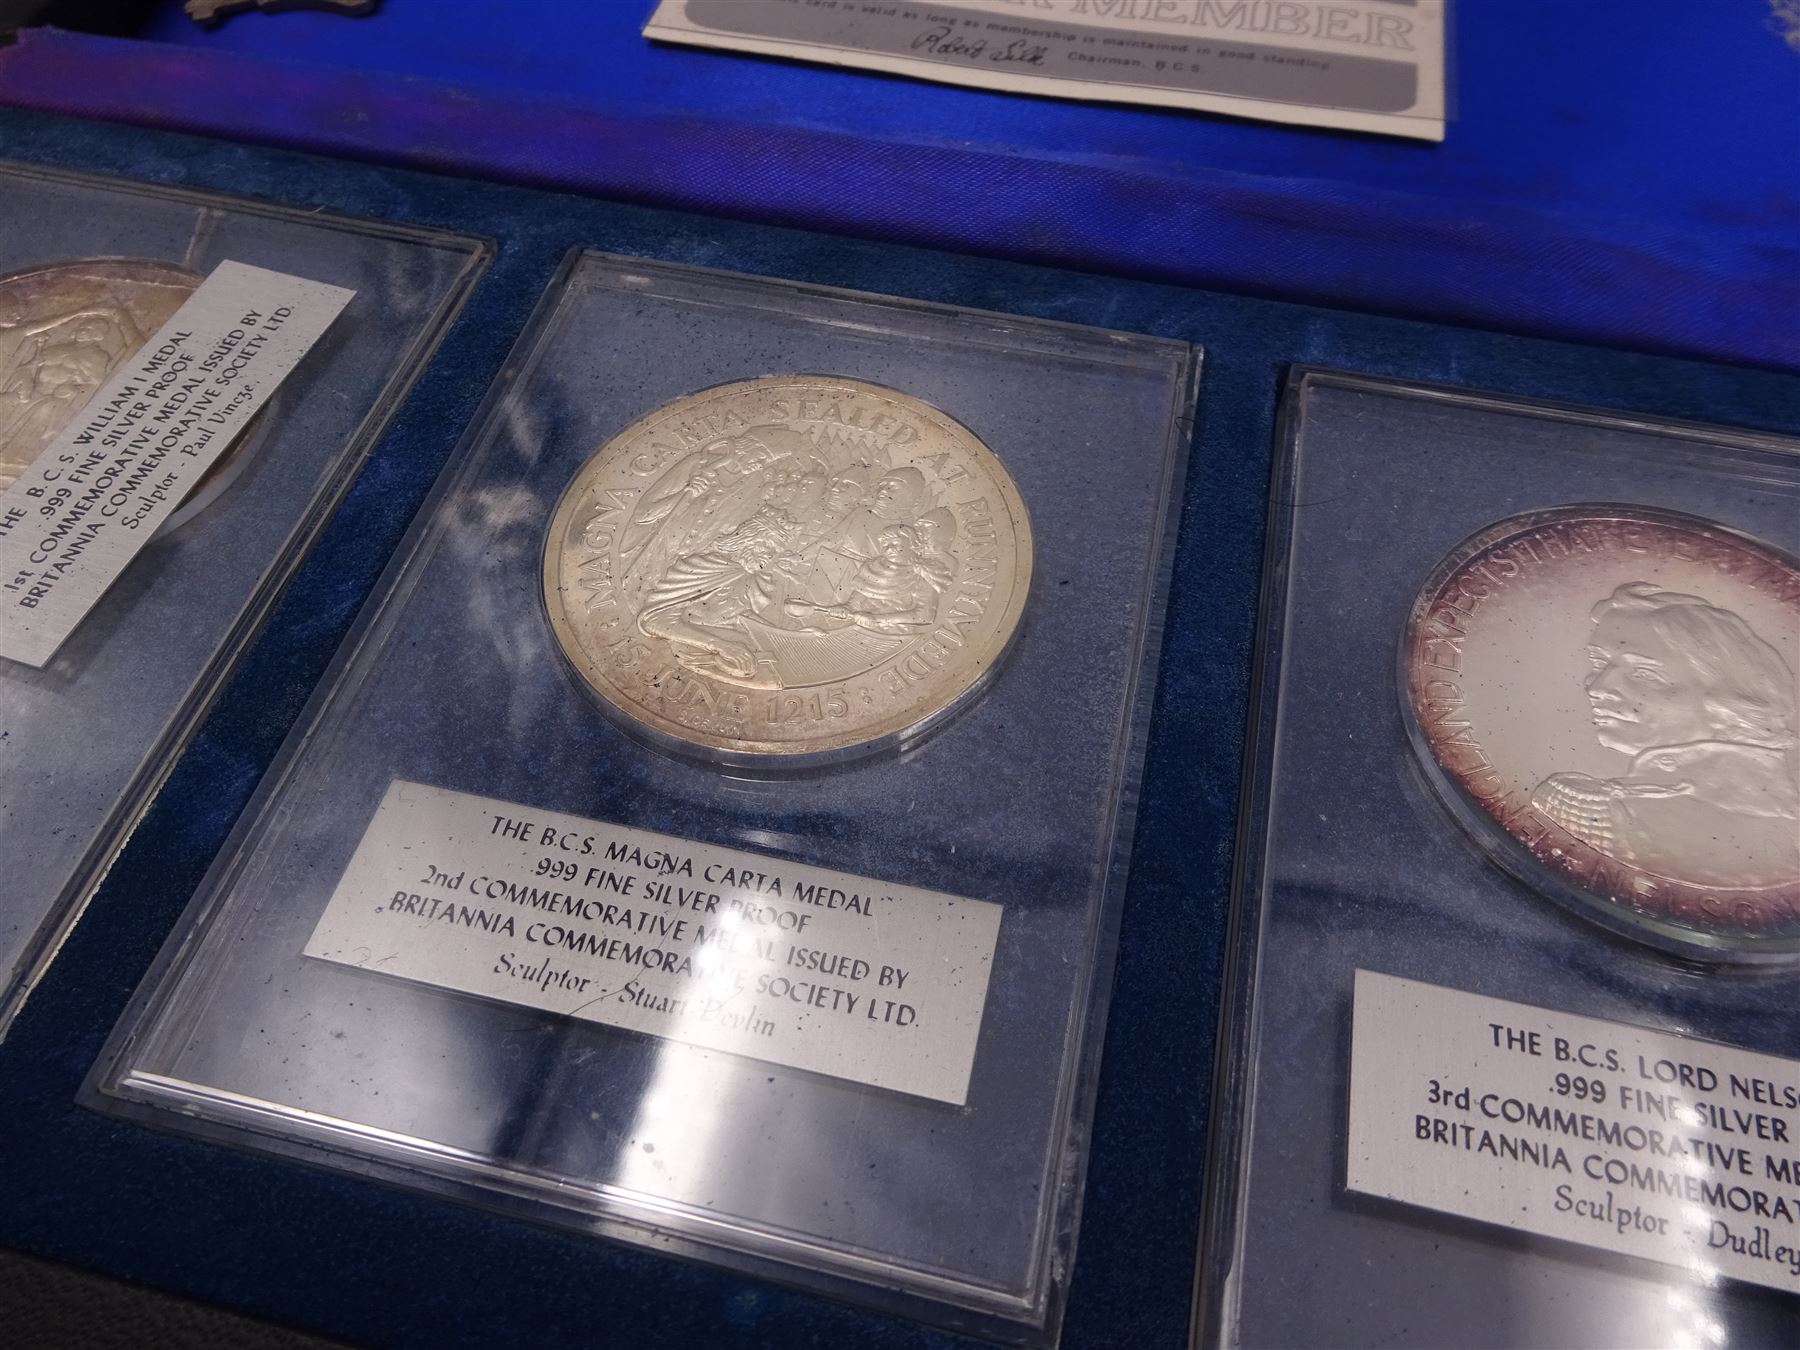 MEMBER
card is valid as long as membership is maintained in good standing
Robert Silk Chairman, B.C.S.
THE B.C.S. WILLIAM I MEDAL
.999 FINE SILVER PROOF
1st COMMEMORATIVE MEDAL ISSUED BY
BRITANNIA COMMEMORATIVE SOCIETY LTD.
Sculptor - Paul Vincze.
: MAGNA CARTA SEALED AT RUNNYMEDE :
15 JUNE 1215
THE B.C.S. MAGNA CARTA MEDAL
.999 FINE SILVER PROOF
2nd COMMEMORATIVE MEDAL ISSUED BY
BRITANNIA COMMEMORATIVE SOCIETY LTD.
Sculptor - Stuart Devlin
ENGLAND EXPECTS THAT EVERY
NELSON
THE B.C.S. LORD NELSO
.999 FINE SILVER
3rd COMMEMORATIVE ME
BRITANNIA COMMEMORAT
Sculptor - Dudley